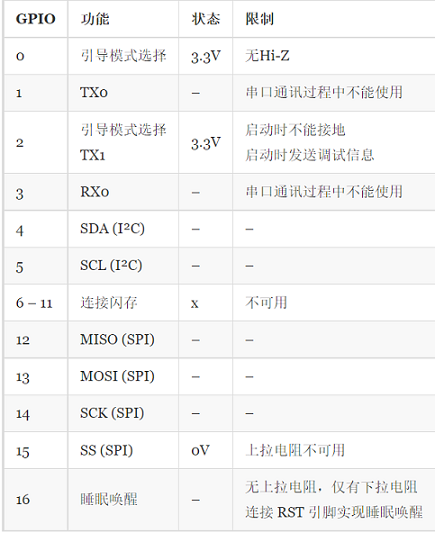 GPIO 功能 状态 限制
0 引导模式选择 3.3V 无Hi-Z
1 TX0 – 串口通讯过程中不能使用
2 引导模式选择 3.3V 启动时不能接地
TX1 启动时发送调试信息
3 RX0 – 串口通讯过程中不能使用
4 SDA (I²C) – –
5 SCL (I²C) – –
6 – 11 连接闪存 x 不可用
12 MISO (SPI) – –
13 MOSI (SPI) – –
14 SCK (SPI) – –
15 SS (SPI) 0V 上拉电阻不可用
16 睡眠唤醒 – 无上拉电阻，仅有下拉电阻
连接 RST 引脚实现睡眠唤醒